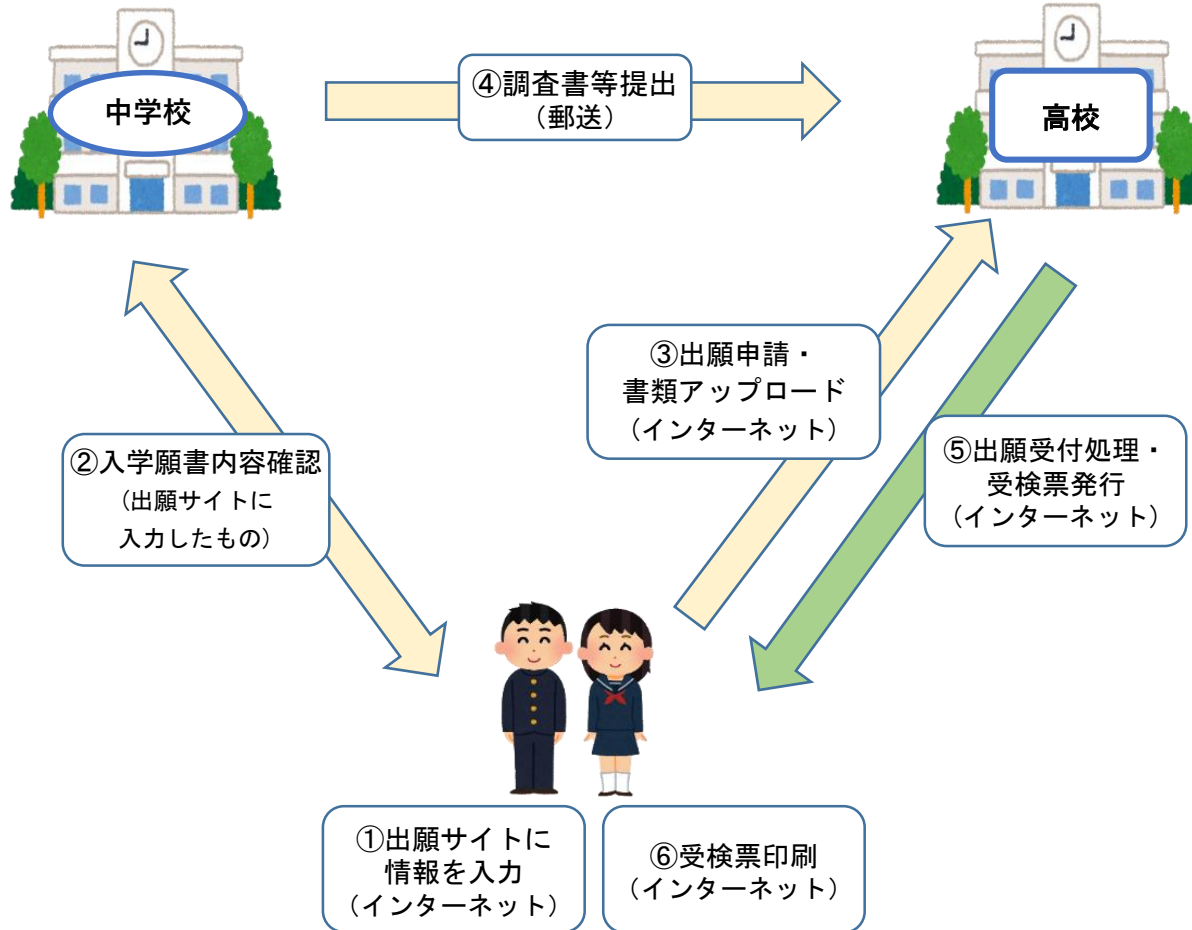 中学校
④調査書等提出
（郵送）
高校
③出願申請・
書類アップロード
（インターネット）
②入学願書内容確認
（出願サイトに
入力したもの）
⑤出願受付処理・
受検票発行
（インターネット）
①出願サイトに
情報を入力
（インターネット）
⑥受検票印刷
（インターネット）